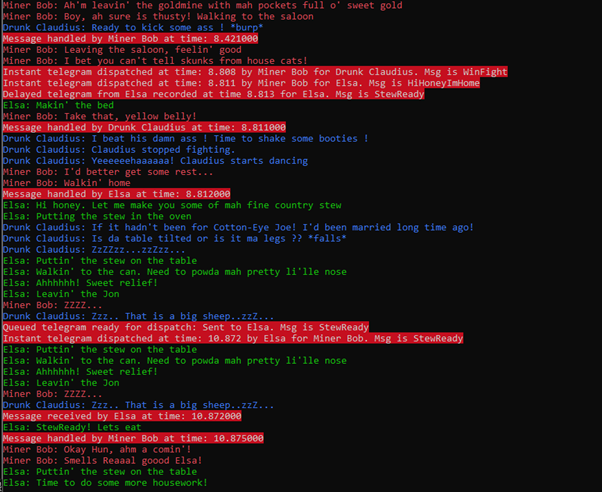 Miner Bob: Ah'm leavin' the goldmine with mah pockets full o' sweet gold
Miner Bob: Boy, ah sure is thusty! Walking to the saloon
Drunk Claudius: Ready to kick some ass ! *burp*
Message handled by Miner Bob at time: 8.421000
Miner Bob: Leaving the saloon, feelin' good
Miner Bob: I bet you can't tell skunks from house cats!
Instant telegram dispatched at time: 8.808 by Miner Bob for Drunk Claudius. Msg is WinFight
Instant telegram dispatched at time: 8.811 by Miner Bob for Elsa. Msg is HiHoneyImHome
Delayed telegram from Elsa recorded at time 8.813 for Elsa. Msg is StewReady
Elsa: Makin' the bed
Miner Bob: Take that, yellow belly!
Message handled by Drunk Claudius at time: 8.811000
Drunk Claudius: I beat his damn ass ! Time to shake some booties !
Drunk Claudius: Claudius stopped fighting.
Drunk Claudius: Yeeeeeehaaaaaa! Claudius starts dancing
Miner Bob: I'd better get some rest...
Miner Bob: Walkin' home
Message handled by Elsa at time: 8.812000
Elsa: Hi honey. Let me make you some of mah fine country stew
Elsa: Putting the stew in the oven
Drunk Claudius: If it hadn't been for Cotton-Eye Joe! I'd been married long time ago!
Drunk Claudius: Is da table tilted or is it ma legs ?? *falls*
Drunk Claudius: ZzZZzz...zzZzz...
Elsa: Puttin' the stew on the table
Elsa: Walkin' to the can. Need to powda mah pretty li'lle nose
Elsa: Ahhhhhh! Sweet relief!
Elsa: Leavin' the Jon
Miner Bob: ZZZZ...
Drunk Claudius: Zzz.. That is a big sheep..zzZ...
Queued telegram ready for dispatch: Sent to Elsa. Msg is StewReady
Instant telegram dispatched at time: 10.872 by Elsa for Miner Bob. Msg is StewReady
Elsa: Puttin' the stew on the table
Elsa: Walkin' to the can. Need to powda mah pretty li'lle nose
Elsa: Ahhhhhh! Sweet relief!
Elsa: Leavin' the Jon
Miner Bob: ZZZZ...
Drunk Claudius: Zzz.. That is a big sheep..zzZ...
Message received by Elsa at time: 10.872000
Elsa: StewReady! Lets eat
Message handled by Miner Bob at time: 10.875000
Miner Bob: Okay Hun, ahm a comin'!
Miner Bob: Smells Reaaal goood Elsa!
Elsa: Puttin' the stew on the table
Elsa: Time to do some more housework!